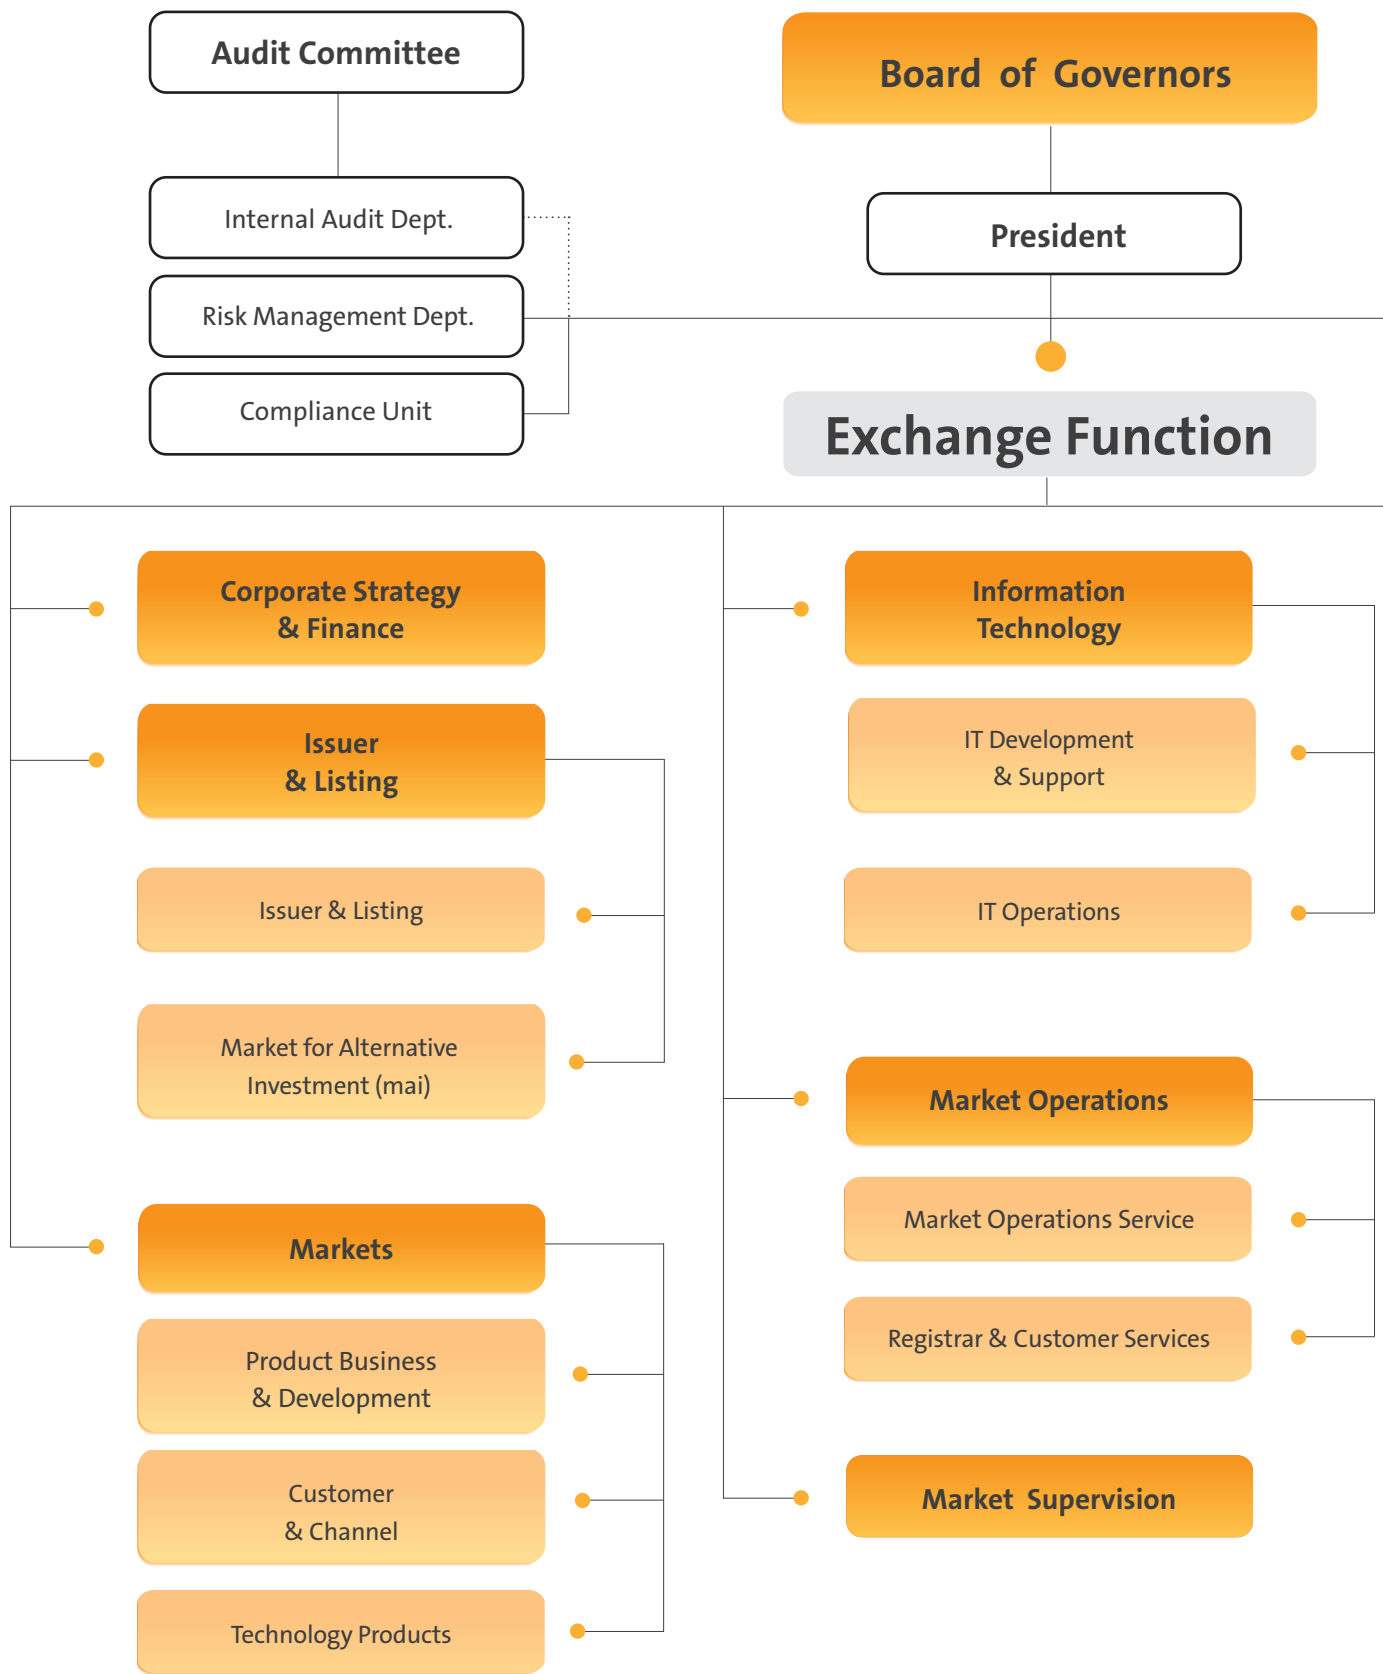 Audit Committee
Board of Governors
Internal Audit Dept.
President
Risk Management Dept.
Compliance Unit
Exchange Function
Corporate Strategy
& Finance
Issuer
& Listing
Issuer & Listing
Market for Alternative
Investment (mai)
Markets
Product Business
& Development
Customer
& Channel
Technology Products
Information
Technology
IT Development
& Support
IT Operations
Market Operations
Market Operations Service
Registrar & Customer Services
Market Supervision